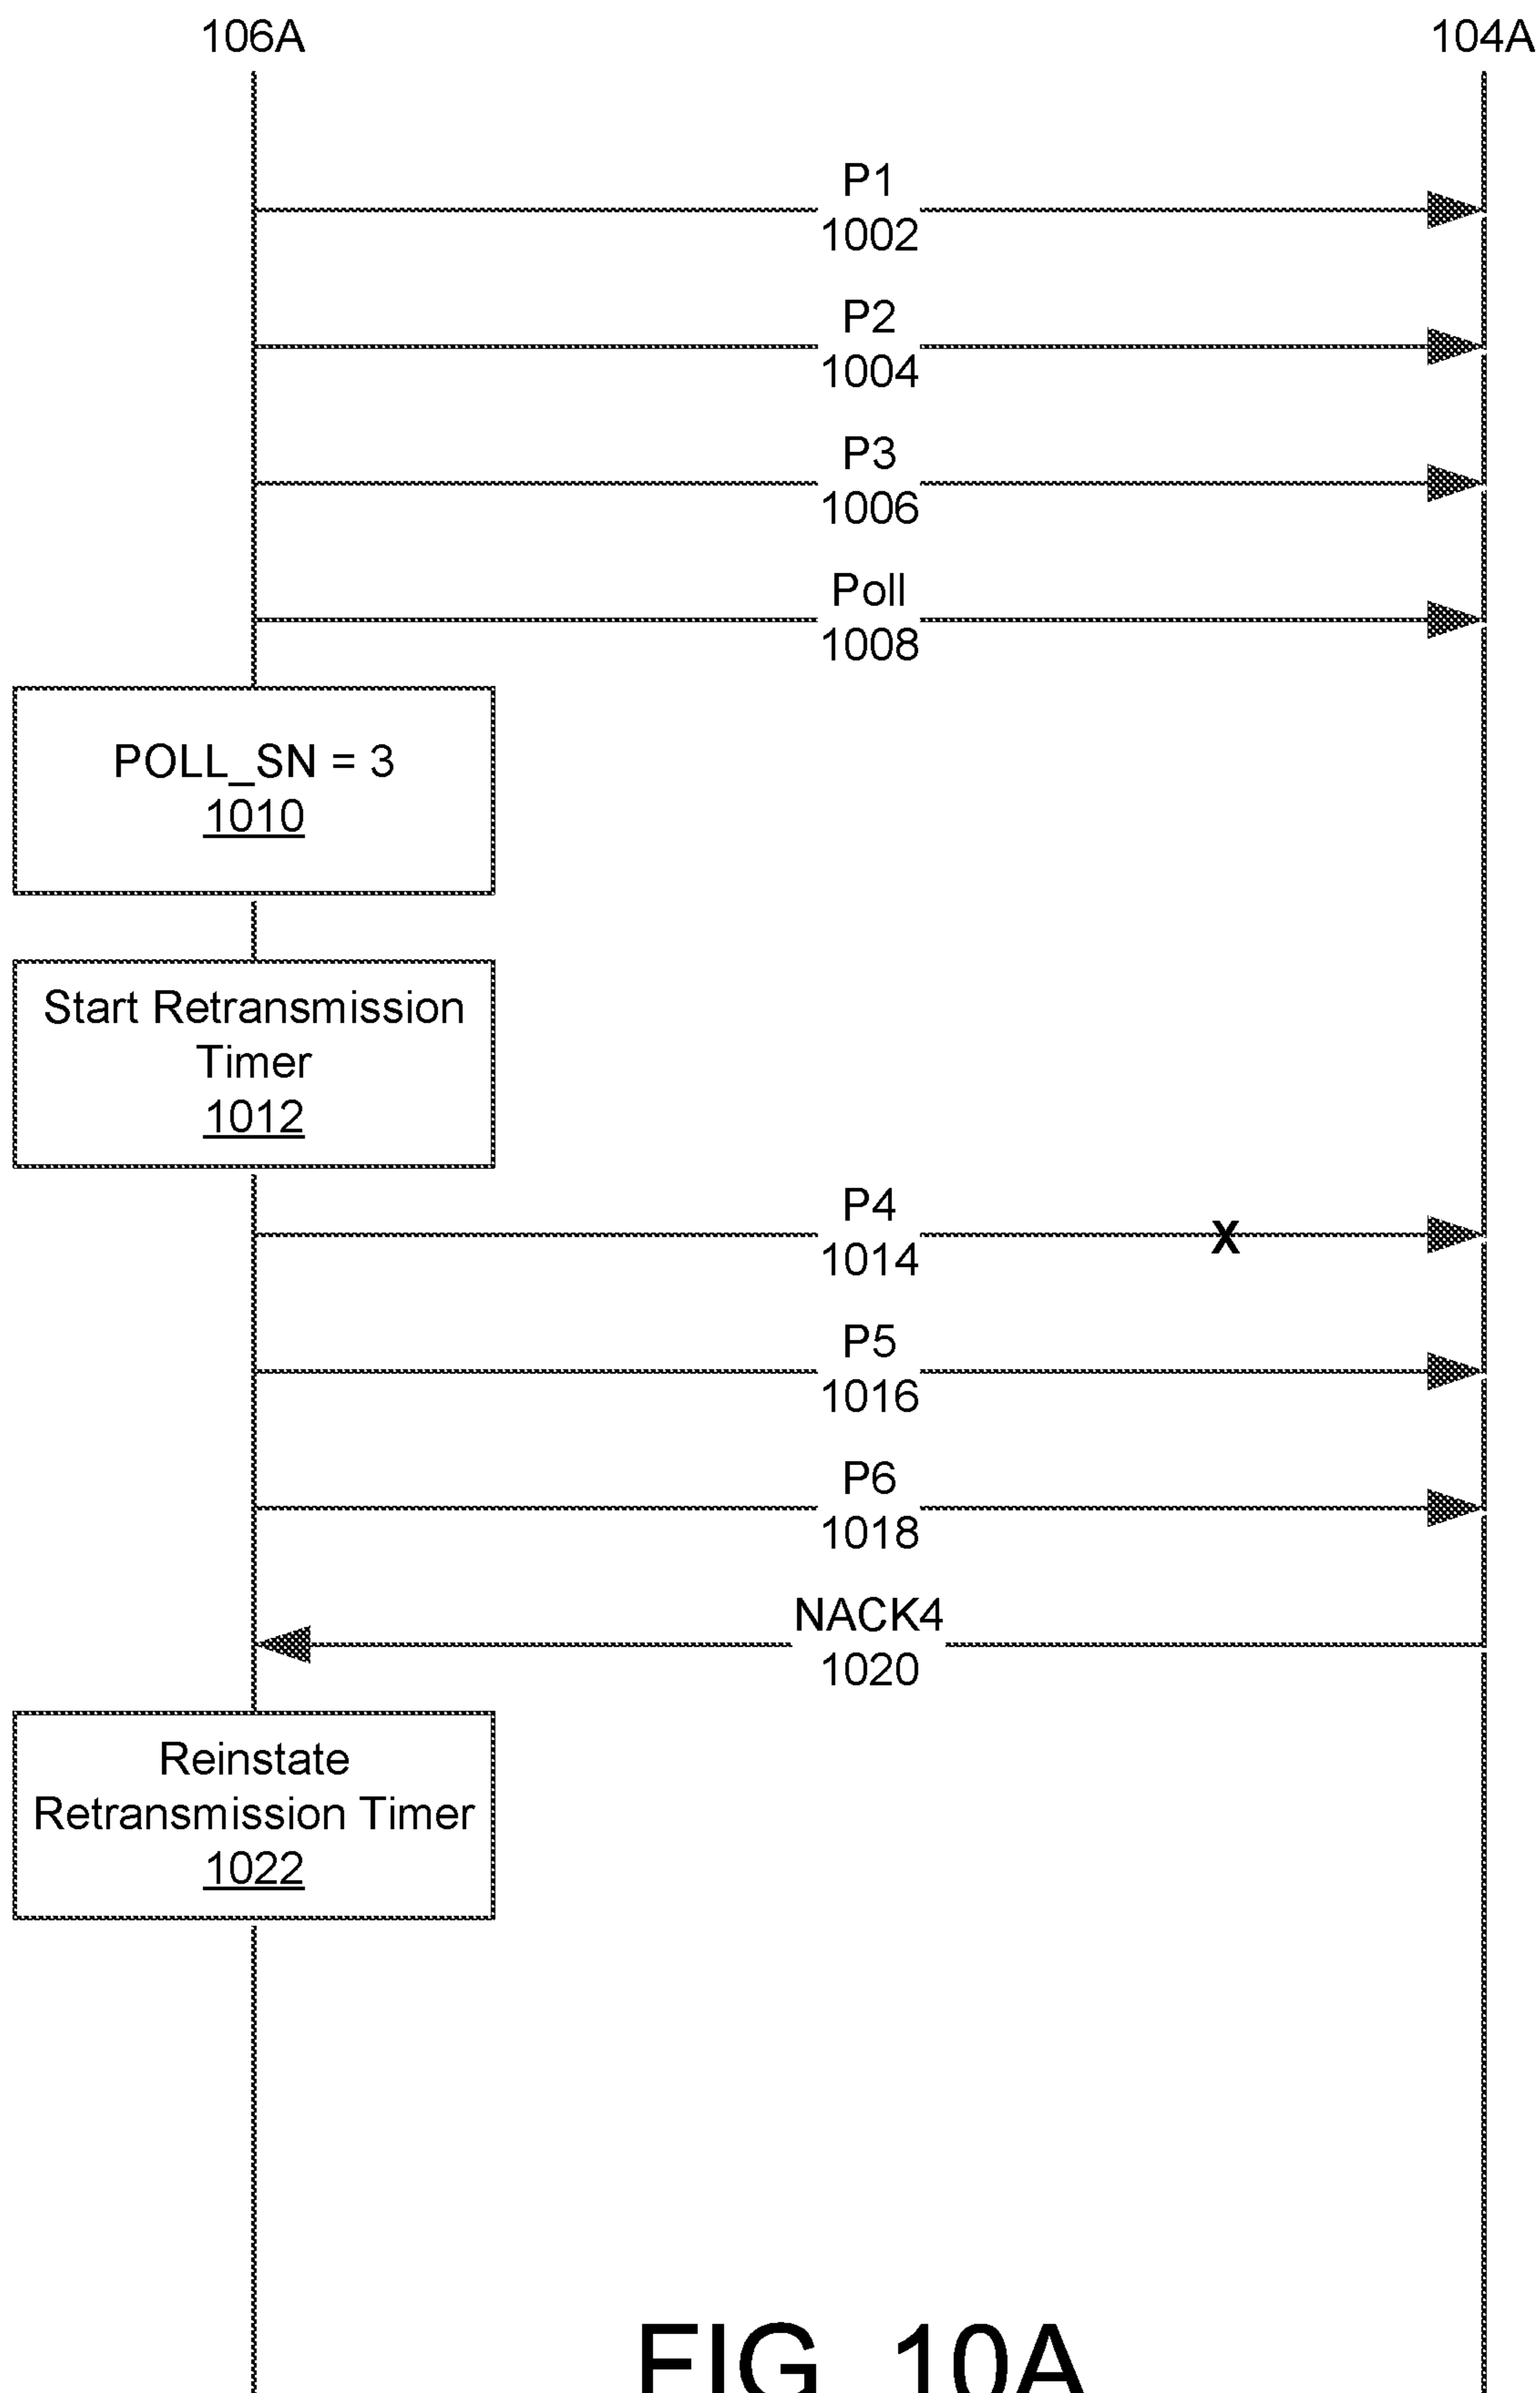 106A
104A
P1
1002
P2
1004
P3
1006
Poll
1008
POLL_SN = 3
1010
Start Retransmission
Timer
1012
P4
1014
X
P5
1016
P6
1018
NACK4
1020
Reinstate
Retransmission Timer
1022
FIG. 10A